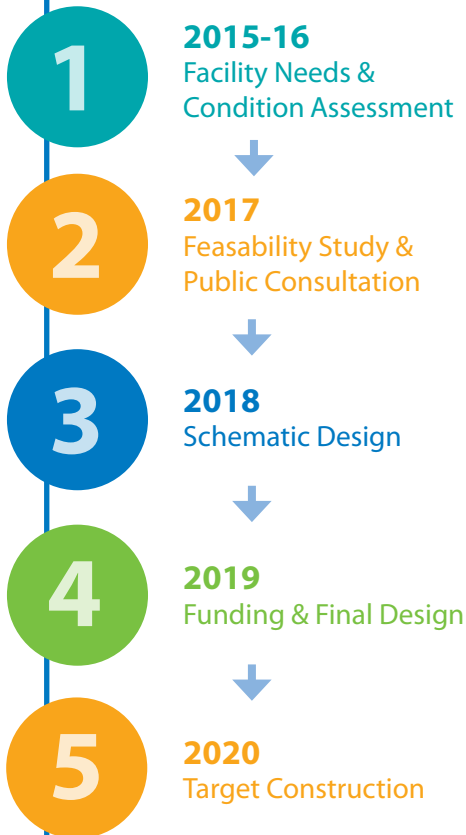 1
2015-16
Facility Needs &
Condition Assessment
2
2017
Feasability Study &
Public Consultation
3
2018
Schematic Design
4
2019
Funding & Final Design
5
2020
Target Construction